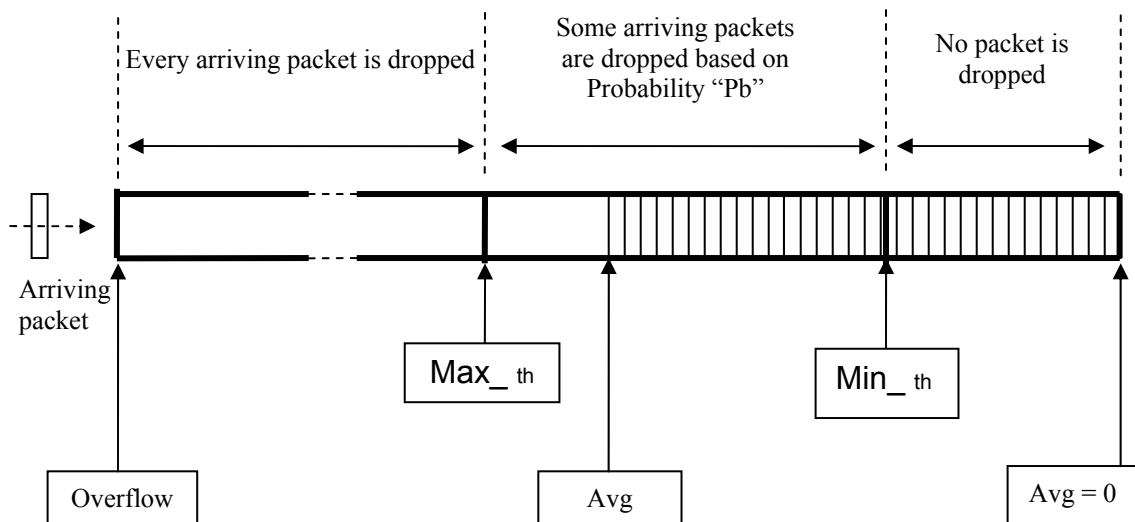 Every arriving packet is dropped
Some arriving packets
are dropped based on
Probability “Pb”
No packet is
dropped
Arriving
packet
Max_ th
Min_ th
Overflow
Avg
Avg = 0